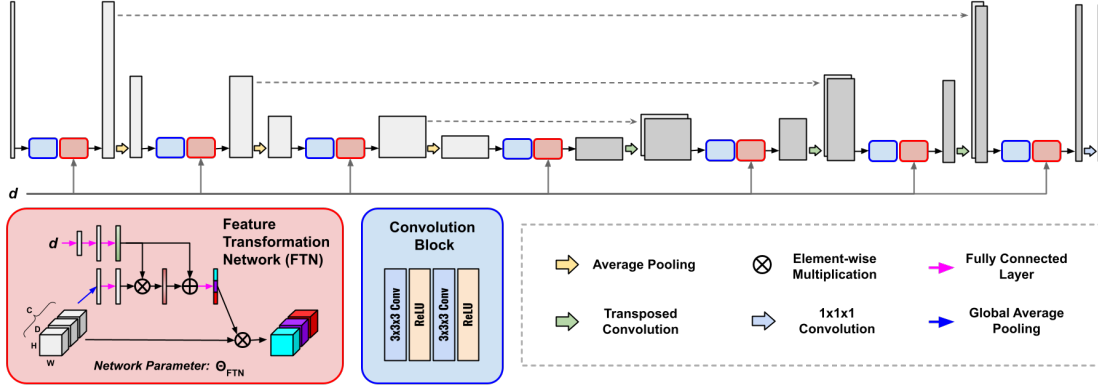 d
Feature
Transformation
Network (FTN)
d
C
D
H
W
Network Parameter: Θ_FTN
Convolution
Block
3x3x3 Conv
ReLU
3x3x3 Conv
ReLU
Average Pooling
Element-wise
Multiplication
Fully Connected
Layer
Transposed
Convolution
1x1x1
Convolution
Global Average
Pooling